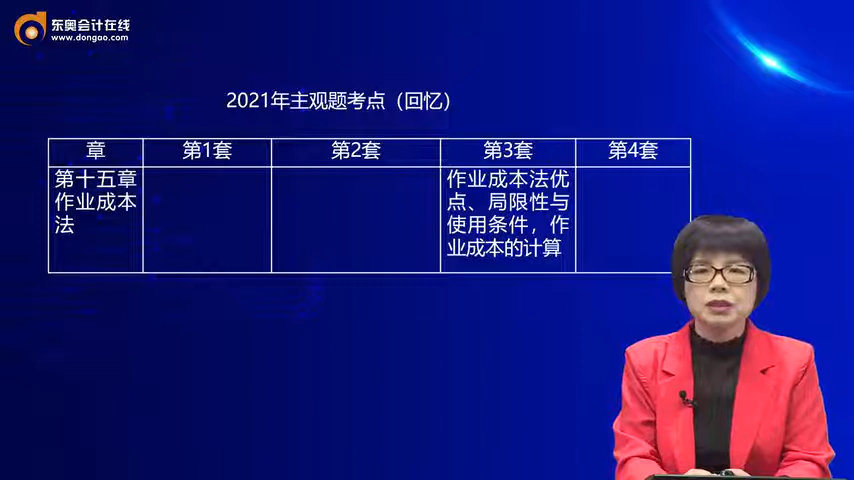 东奥会计在线
www.dongao.com
2021年主观题考点（回忆）
章 第1套 第2套 第3套 第4套
第十五章
作业成本
法
作业成本法优
点、局限性与
使用条件，作
业成本的计算